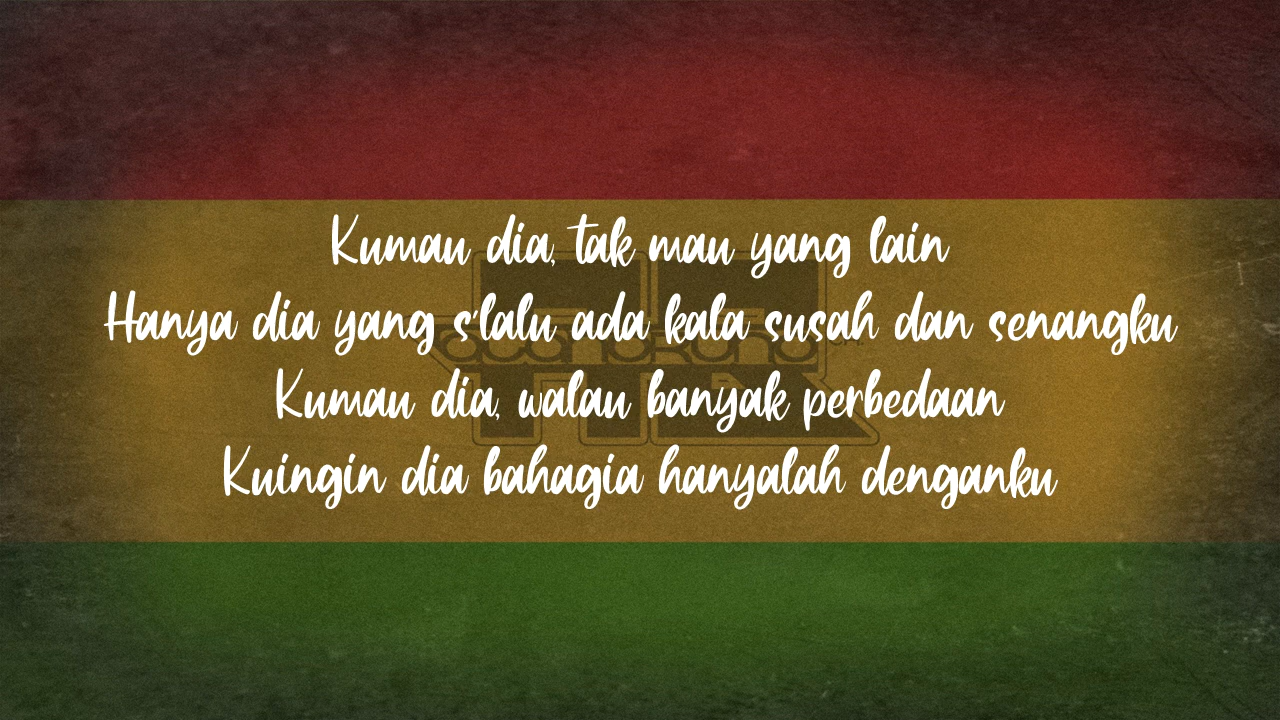 Kumau dia, tak mau yang lain
Hanya dia yang s'lalu ada kala susah dan senangku
Kumau dia, walau banyak perbedaan
Kuingin dia bahagia hanyalah denganku